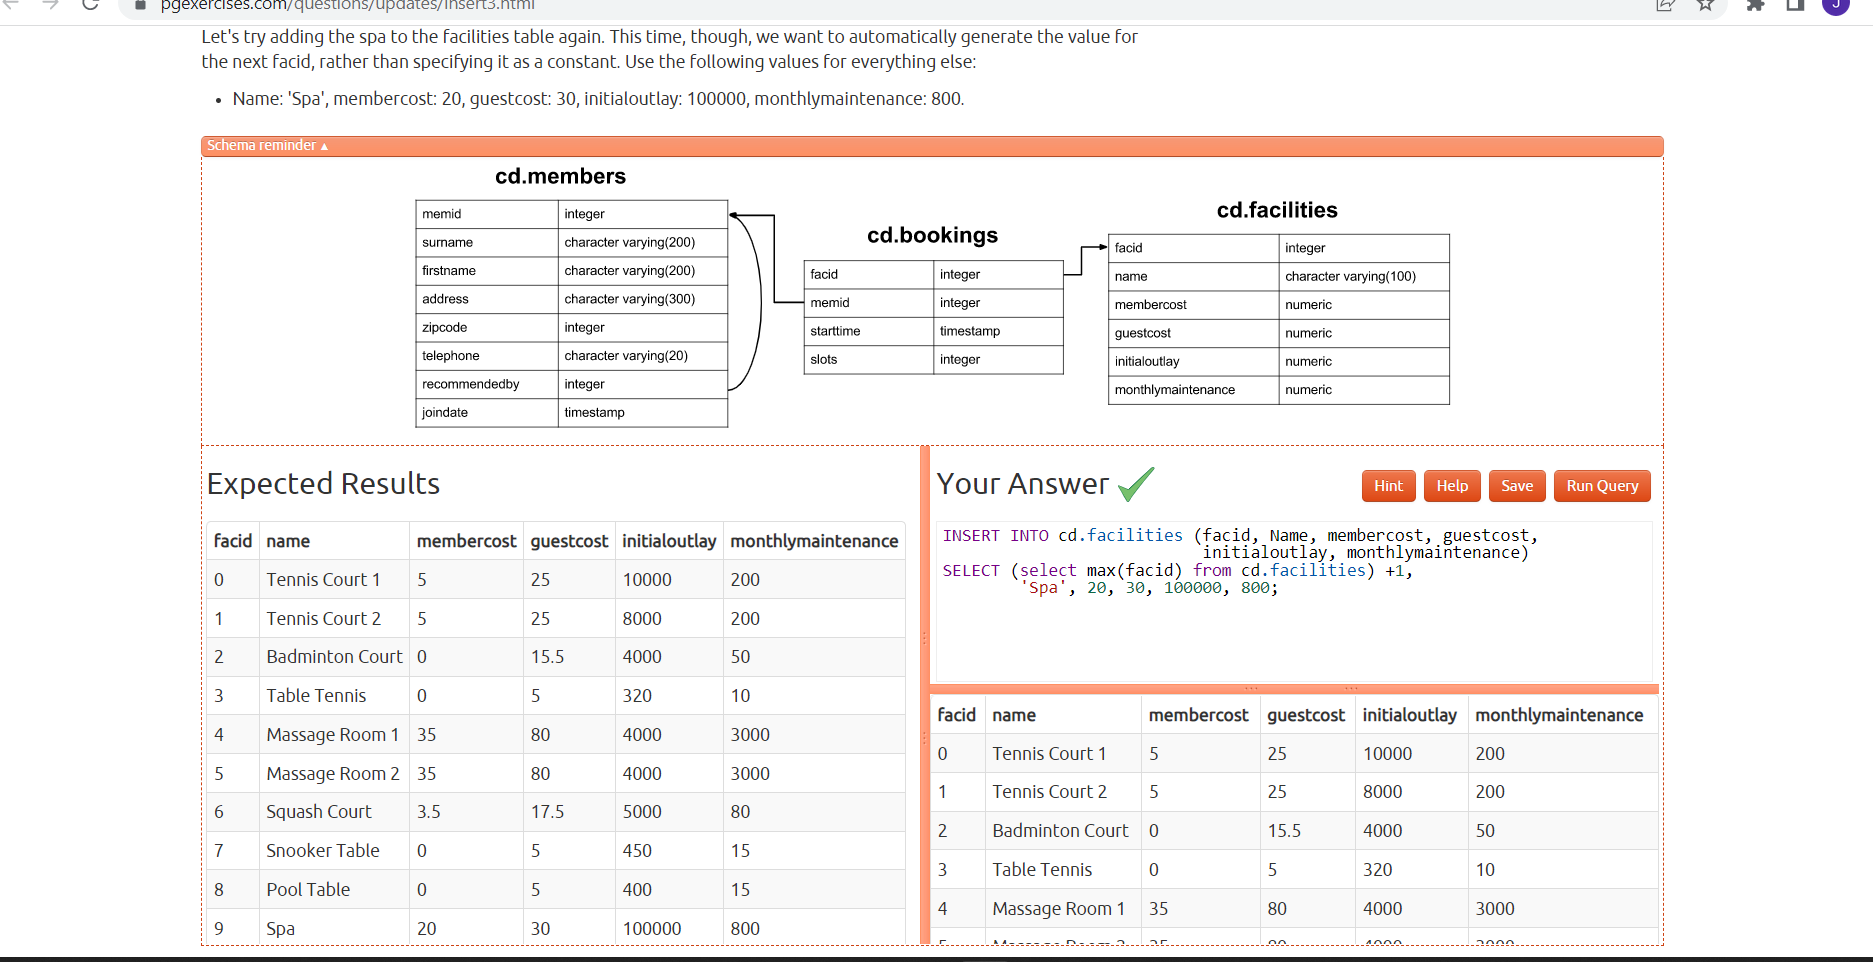 pgexercises.com/questions/updates/insert3.html
J
Let's try adding the spa to the facilities table again. This time, though, we want to automatically generate the value for
the next facid, rather than specifying it as a constant. Use the following values for everything else:
• Name: 'Spa', membercost: 20, guestcost: 30, initialoutlay: 100000, monthlymaintenance: 800.
Schema reminder ▴
cd.members
memid integer
surname character varying(200)
firstname character varying(200)
address character varying(300)
zipcode integer
telephone character varying(20)
recommendedby integer
joindate timestamp
cd.bookings
facid integer
memid integer
starttime timestamp
slots integer
cd.facilities
facid integer
name character varying(100)
membercost numeric
guestcost numeric
initialoutlay numeric
monthlymaintenance numeric
Expected Results
facid name membercost guestcost initialoutlay monthlymaintenance
0 Tennis Court 1 5 25 10000 200
1 Tennis Court 2 5 25 8000 200
2 Badminton Court 0 15.5 4000 50
3 Table Tennis 0 5 320 10
4 Massage Room 1 35 80 4000 3000
5 Massage Room 2 35 80 4000 3000
6 Squash Court 3.5 17.5 5000 80
7 Snooker Table 0 5 450 15
8 Pool Table 0 5 400 15
9 Spa 20 30 100000 800
Your Answer
Hint Help Save Run Query
INSERT INTO cd.facilities (facid, Name, membercost, guestcost,
initialoutlay, monthlymaintenance)
SELECT (select max(facid) from cd.facilities) +1,
'Spa', 20, 30, 100000, 800;
facid name membercost guestcost initialoutlay monthlymaintenance
0 Tennis Court 1 5 25 10000 200
1 Tennis Court 2 5 25 8000 200
2 Badminton Court 0 15.5 4000 50
3 Table Tennis 0 5 320 10
4 Massage Room 1 35 80 4000 3000